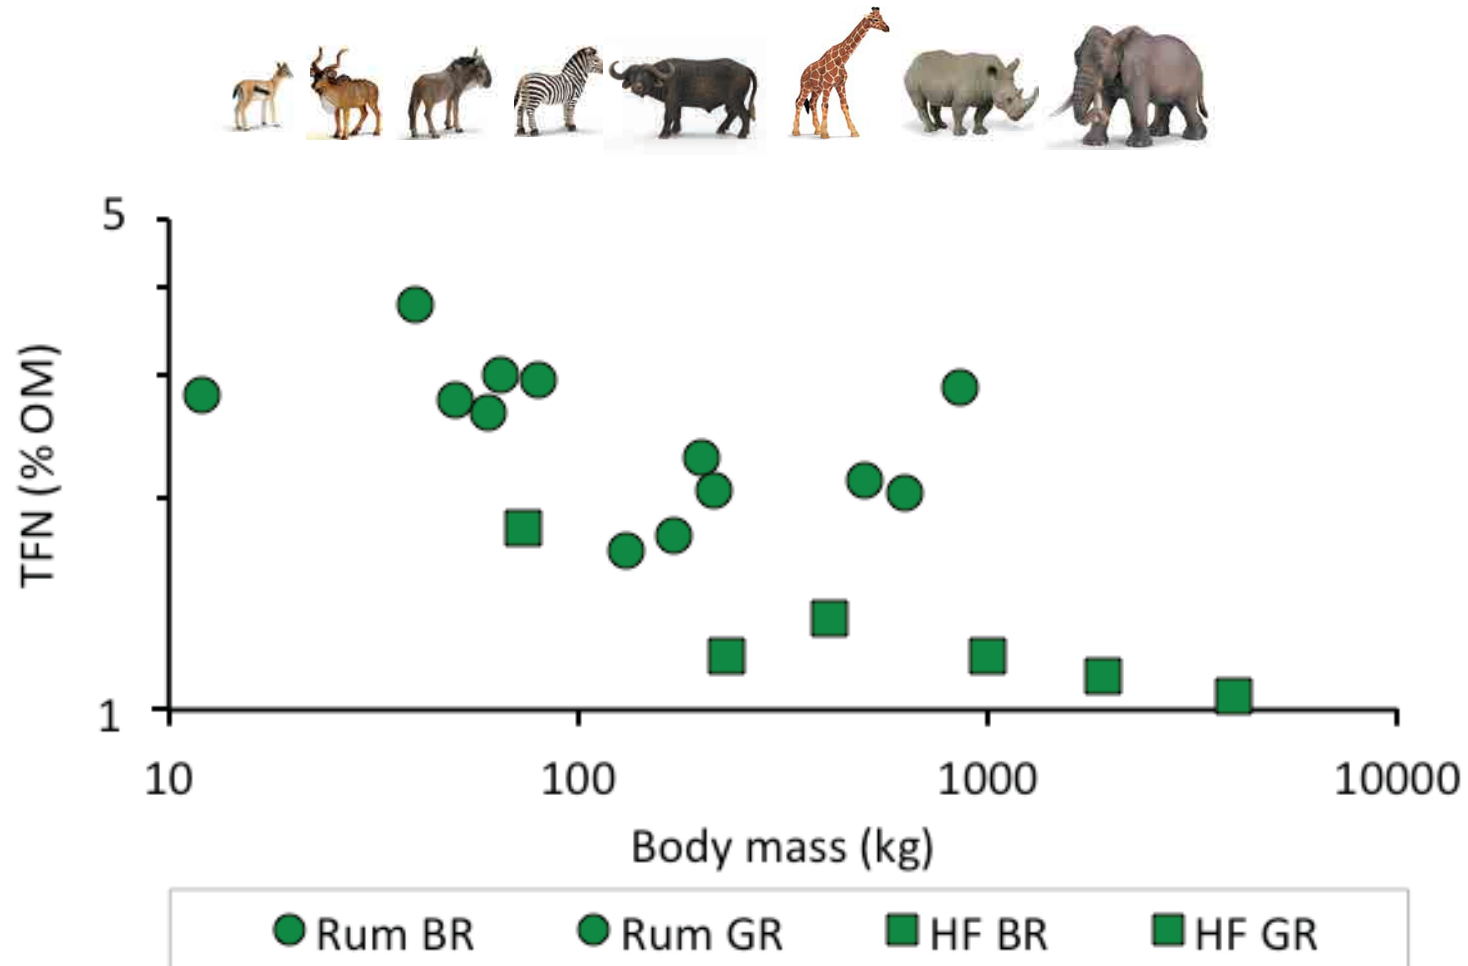 5
TFN (% OM)
1
10 100 1000 10000
Body mass (kg)
Rum BR Rum GR HF BR HF GR